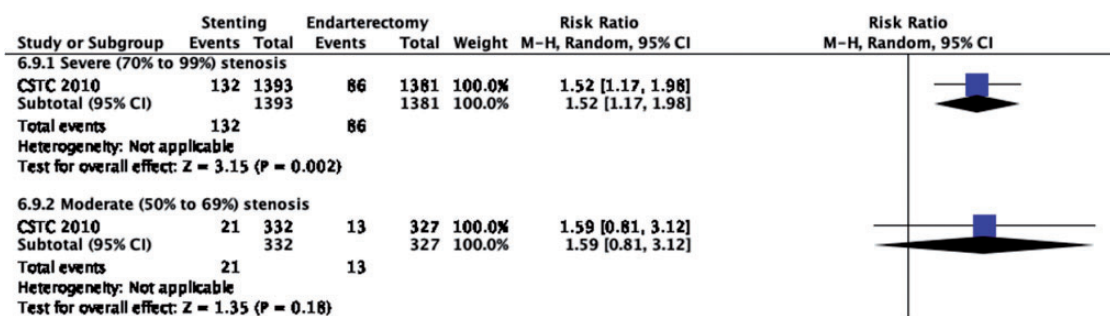 Stenting Endarterectomy Risk Ratio Risk Ratio
Study or Subgroup Events Total Events Total Weight M-H, Random, 95% CI M-H, Random, 95% CI
6.9.1 Severe (70% to 99%) stenosis
CSTC 2010 132 1393 86 1381 100.0% 1.52 [1.17, 1.98]
Subtotal (95% CI) 1393 1381 100.0% 1.52 [1.17, 1.98]
Total events 132 86
Heterogeneity: Not applicable
Test for overall effect: Z = 3.15 (P = 0.002)
6.9.2 Moderate (50% to 69%) stenosis
CSTC 2010 21 332 13 327 100.0% 1.59 [0.81, 3.12]
Subtotal (95% CI) 332 327 100.0% 1.59 [0.81, 3.12]
Total events 21 13
Heterogeneity: Not applicable
Test for overall effect: Z = 1.35 (P = 0.18)